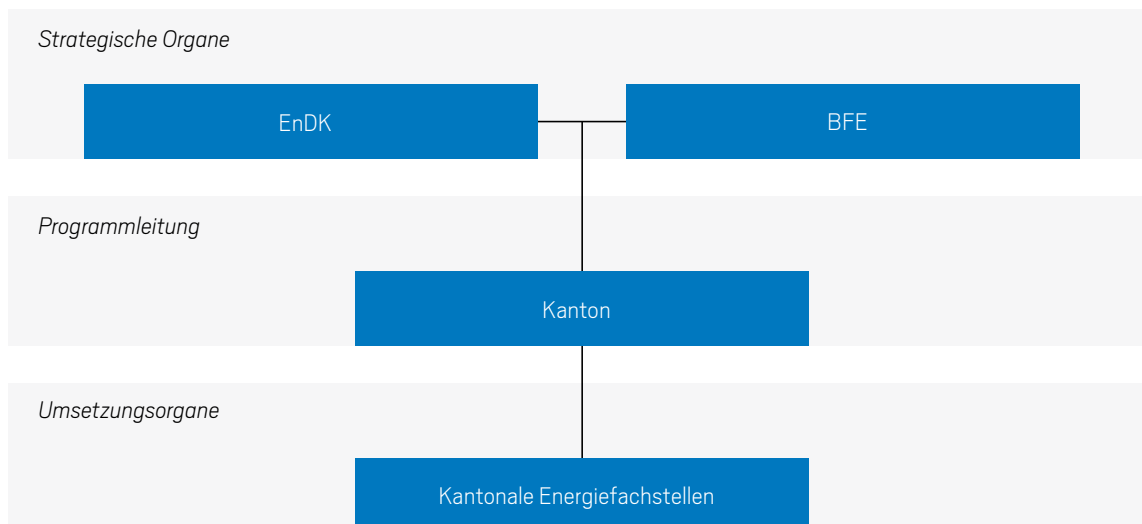 Strategische Organe
EnDK
BFE
Programmleitung
Kanton
Umsetzungsorgane
Kantonale Energiefachstellen